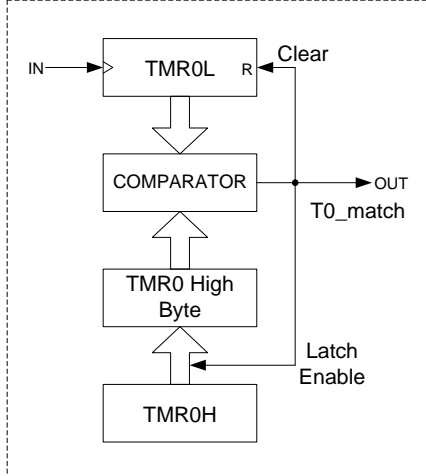 Clear
IN
TMR0L
R
COMPARATOR
OUT
T0_match
TMR0 High
Byte
Latch
Enable
TMR0H